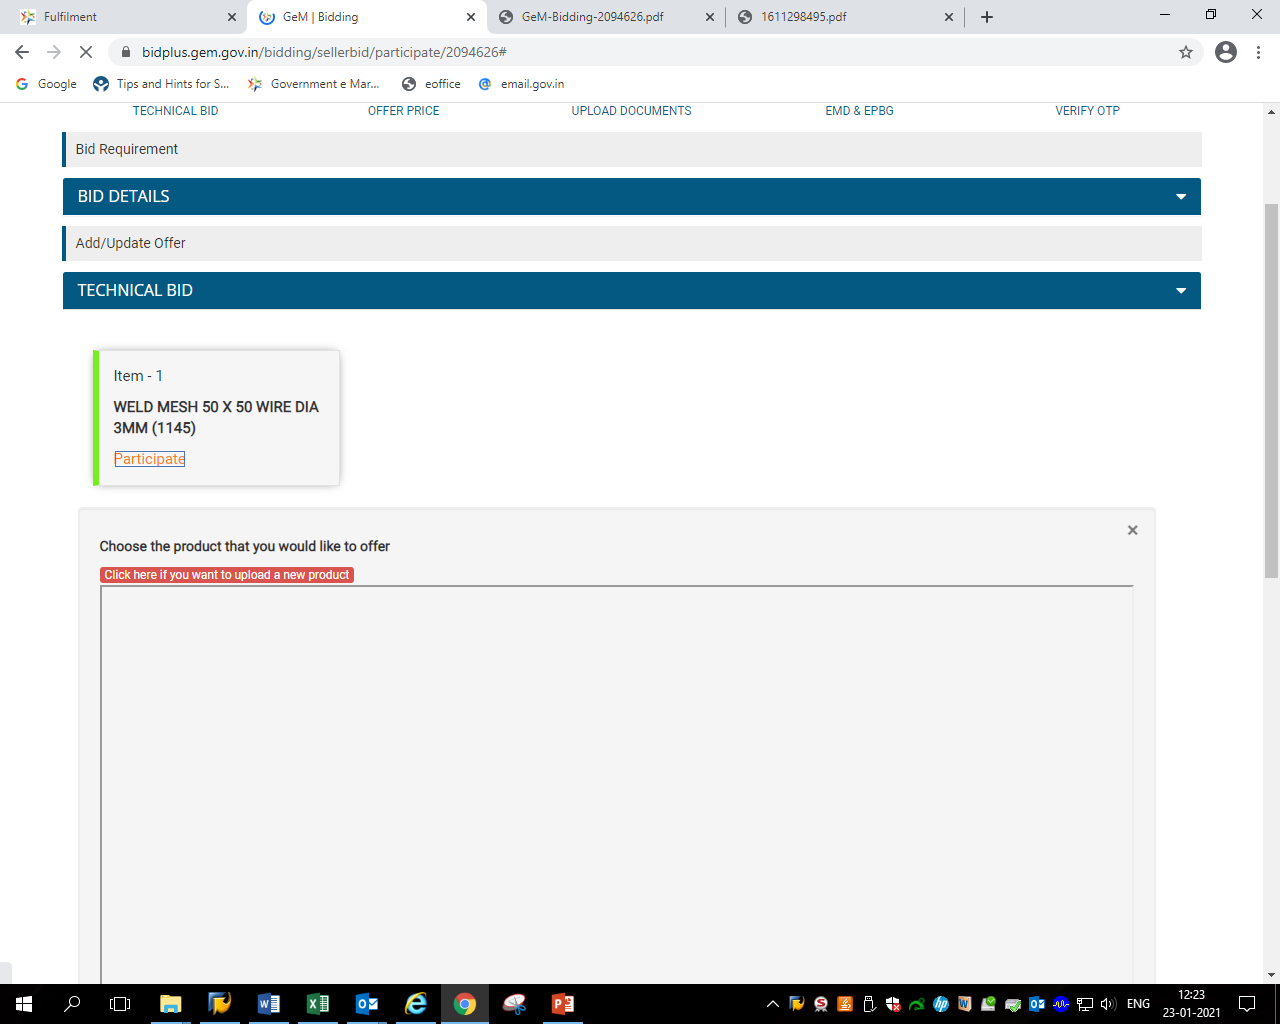 Fulfilment
GeM | Bidding
GeM-Bidding-2094626.pdf
1611298495.pdf
bidplus.gem.gov.in/bidding/sellerbid/participate/2094626#
Google
Tips and Hints for S...
Government e Mar...
eoffice
email.gov.in
TECHNICAL BID
OFFER PRICE
UPLOAD DOCUMENTS
EMD & EPBG
VERIFY OTP
Bid Requirement
BID DETAILS
Add/Update Offer
TECHNICAL BID
Item - 1
WELD MESH 50 X 50 WIRE DIA
3MM (1145)
Participate
Choose the product that you would like to offer
Click here if you want to upload a new product
ENG
12:23
23-01-2021